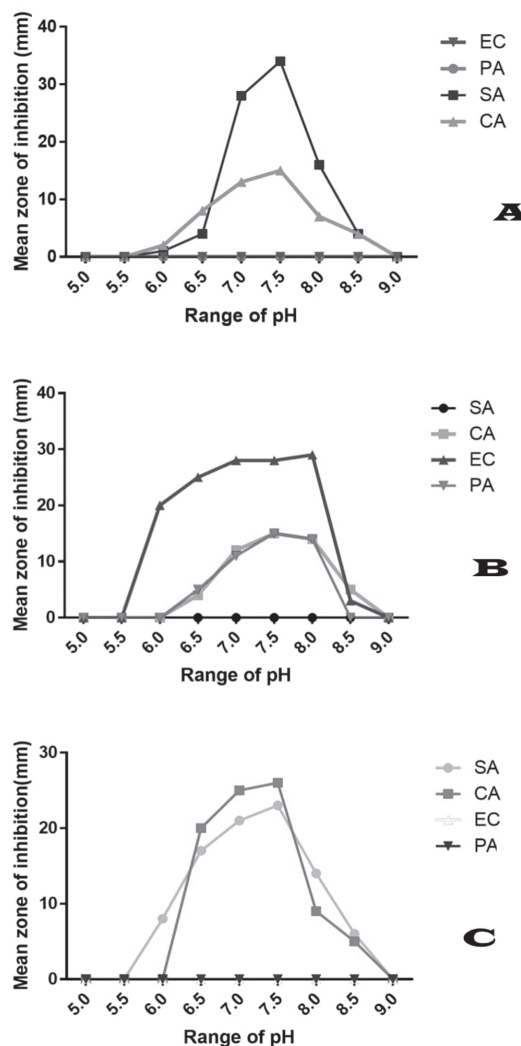 40
30
20
10
0
Mean zone of inhibition (mm)
5.0 5.5 6.0 6.5 7.0 7.5 8.0 8.5 9.0
Range of pH
EC
PA
SA
CA
A
40
30
20
10
0
Mean zone of inhibition (mm)
5.0 5.5 6.0 6.5 7.0 7.5 8.0 8.5 9.0
Range of pH
SA
CA
EC
PA
B
30
20
10
0
Mean zone of inhibition(mm)
5.0 5.5 6.0 6.5 7.0 7.5 8.0 8.5 9.0
Range of pH
SA
CA
EC
PA
C